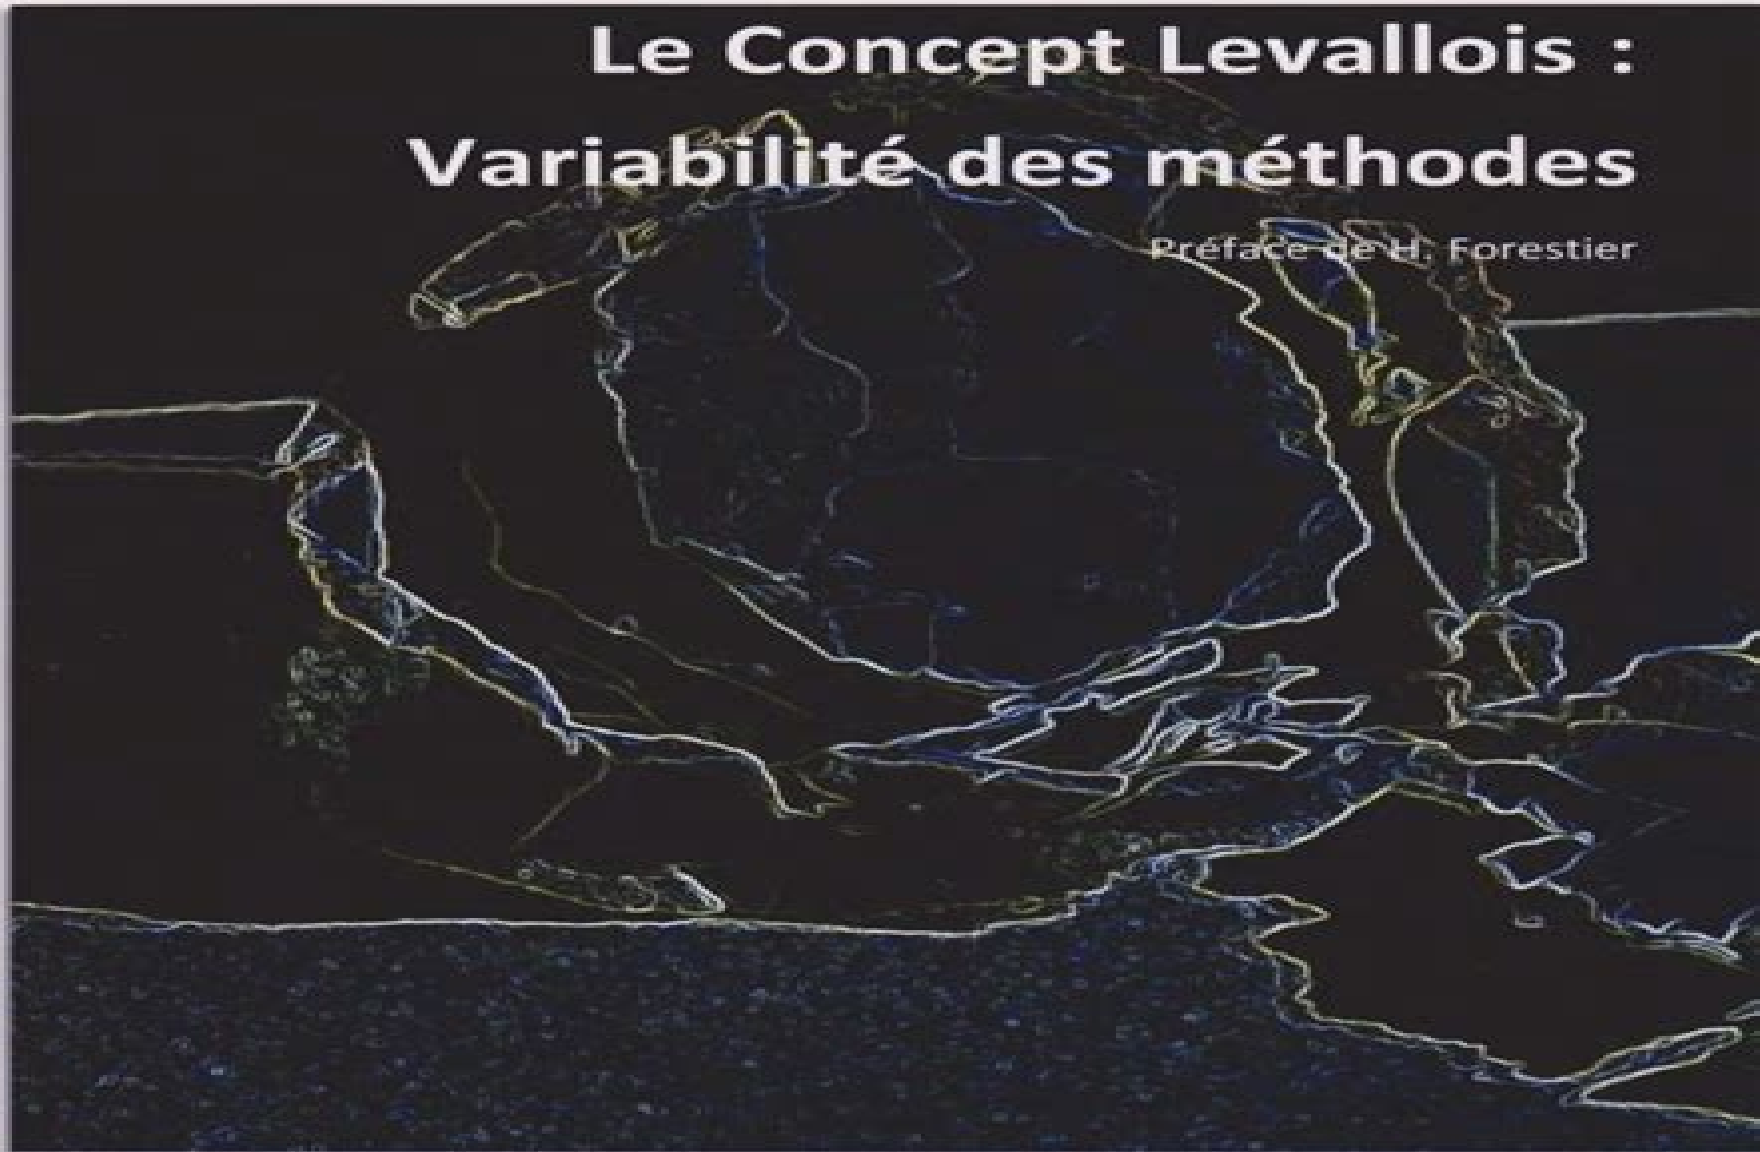 Le Concept Levallois :
Variabilité des méthodes
Préface de H. Forestier